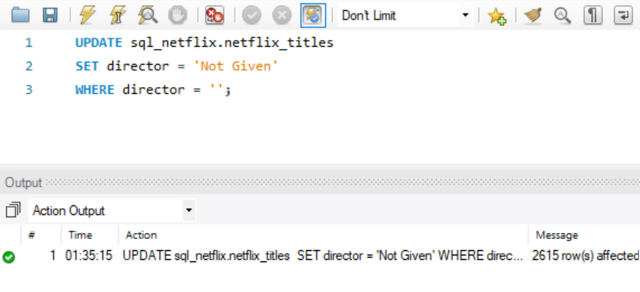 Don't Limit
1 UPDATE sql_netflix.netflix_titles
2 SET director = 'Not Given'
3 WHERE director = '';
Output
Action Output
# Time Action Message
1 01:35:15 UPDATE sql_netflix.netflix_titles SET director = 'Not Given' WHERE direc... 2615 row(s) affected